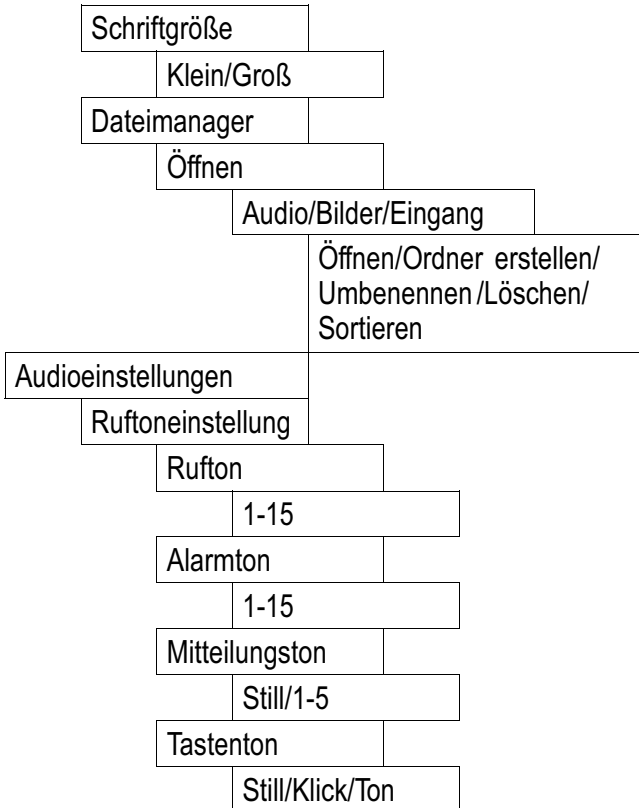 Schriftgröße
Klein/Groß
Dateimanager
Öffnen
Audio/Bilder/Eingang
Öffnen/Ordner erstellen/
Umbenennen /Löschen/
Sortieren
Audioeinstellungen
Ruftoneinstellung
Rufton
1-15
Alarmton
1-15
Mitteilungston
Still/1-5
Tastenton
Still/Klick/Ton